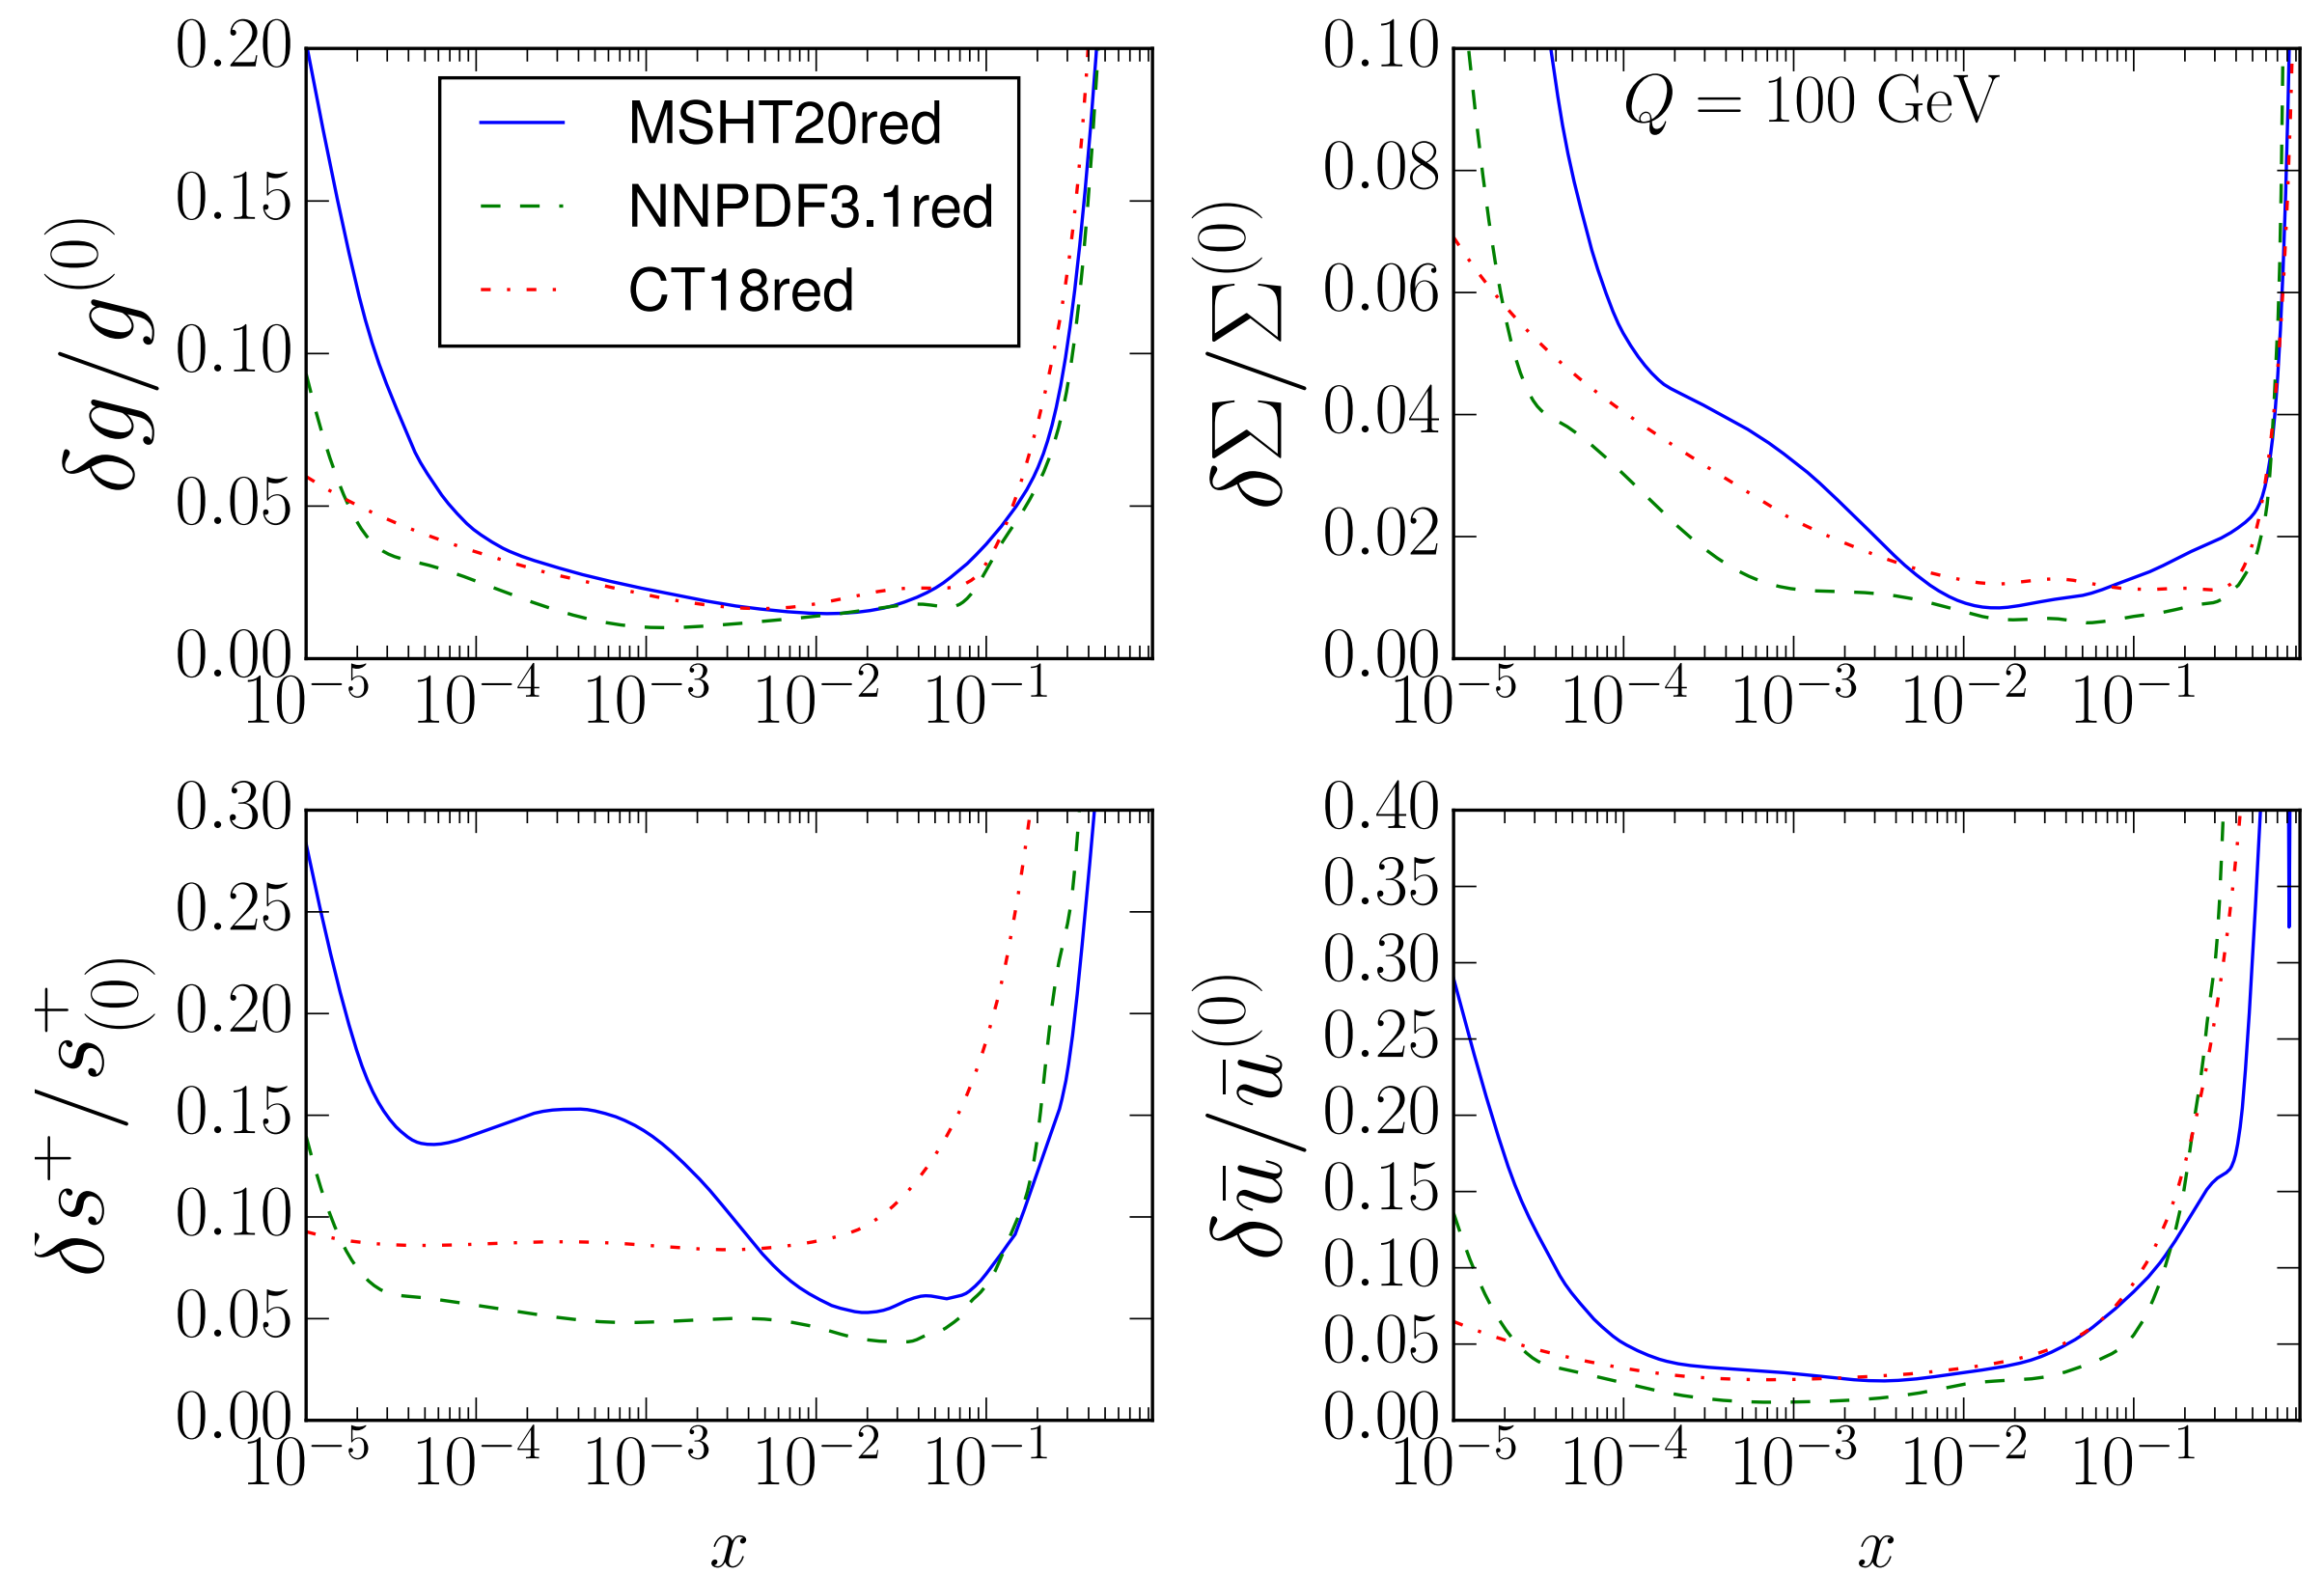 δg/g^(0)
0.20
0.15
0.10
0.05
0.00
10^−5 10^−4 10^−3 10^−2 10^−1
MSHT20red
NNPDF3.1red
CT18red
δΣ/Σ^(0)
0.10
0.08
0.06
0.04
0.02
0.00
10^−5 10^−4 10^−3 10^−2 10^−1
Q = 100 GeV
δs⁺/s⁺_(0)
0.30
0.25
0.20
0.15
0.10
0.05
0.00
10^−5 10^−4 10^−3 10^−2 10^−1
x
δū/ū^(0)
0.40
0.35
0.30
0.25
0.20
0.15
0.10
0.05
0.00
10^−5 10^−4 10^−3 10^−2 10^−1
x